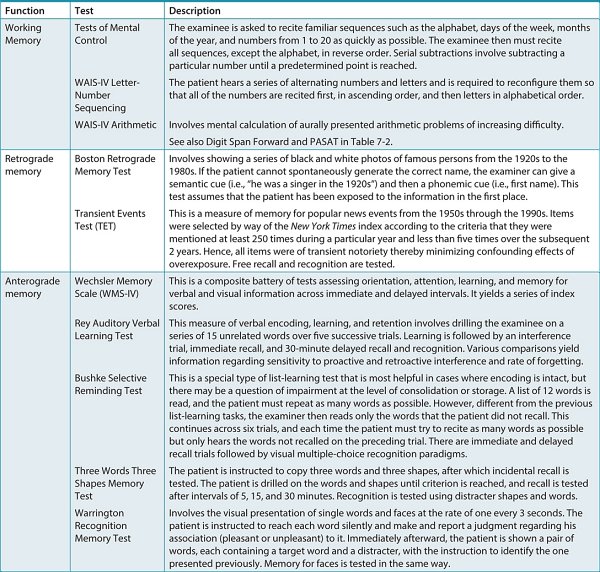 Function Test Description
Working Memory
Tests of Mental Control
The examinee is asked to recite familiar sequences such as the alphabet, days of the week, months
of the year, and numbers from 1 to 20 as quickly as possible. The examinee then must recite
all sequences, except the alphabet, in reverse order. Serial subtractions involve subtracting a
particular number until a predetermined point is reached.
WAIS-IV Letter-
Number
Sequencing
The patient hears a series of alternating numbers and letters and is required to reconfigure them so
that all of the numbers are recited first, in ascending order, and then letters in alphabetical order.
WAIS-IV Arithmetic
Involves mental calculation of aurally presented arithmetic problems of increasing difficulty.
See also Digit Span Forward and PASAT in Table 7-2.
Retrograde
memory
Boston Retrograde
Memory Test
Involves showing a series of black and white photos of famous persons from the 1920s to the
1980s. If the patient cannot spontaneously generate the correct name, the examiner can give a
semantic cue (i.e., "he was a singer in the 1920s") and then a phonemic cue (i.e., first name). This
test assumes that the patient has been exposed to the information in the first place.
Transient Events
Test (TET)
This is a measure of memory for popular news events from the 1950s through the 1990s. Items
were selected by way of the New York Times index according to the criteria that they were
mentioned at least 250 times during a particular year and less than five times over the subsequent
2 years. Hence, all items were of transient notoriety thereby minimizing confounding effects of
overexposure. Free recall and recognition are tested.
Anterograde
memory
Wechsler Memory
Scale (WMS-IV)
This is a composite battery of tests assessing orientation, attention, learning, and memory for
verbal and visual information across immediate and delayed intervals. It yields a series of index
scores.
Rey Auditory Verbal
Learning Test
This measure of verbal encoding, learning, and retention involves drilling the examinee on a
series of 15 unrelated words over five successive trials. Learning is followed by an interference
trial, immediate recall, and 30-minute delayed recall and recognition. Various comparisons yield
information regarding sensitivity to proactive and retroactive interference and rate of forgetting.
Bushke Selective
Reminding Test
This is a special type of list-learning test that is most helpful in cases where encoding is intact, but
there may be a question of impairment at the level of consolidation or storage. A list of 12 words is
read, and the patient must repeat as many words as possible. However, different from the previous
list-learning tasks, the examiner then reads only the words that the patient did not recall. This
continues across six trials, and each time the patient must try to recite as many words as possible
but only hears the words not recalled on the preceding trial. There are immediate and delayed
recall trials followed by visual multiple-choice recognition paradigms.
Three Words Three
Shapes Memory
Test
The patient is instructed to copy three words and three shapes, after which incidental recall is
tested. The patient is drilled on the words and shapes until criterion is reached, and recall is tested
after intervals of 5, 15, and 30 minutes. Recognition is tested using distracter shapes and words.
Warrington
Recognition
Memory Test
Involves the visual presentation of single words and faces at the rate of one every 3 seconds. The
patient is instructed to reach each word silently and make and report a judgment regarding his
association (pleasant or unpleasant) to it. Immediately afterward, the patient is shown a pair of
words, each containing a target word and a distracter, with the instruction to identify the one
presented previously. Memory for faces is tested in the same way.